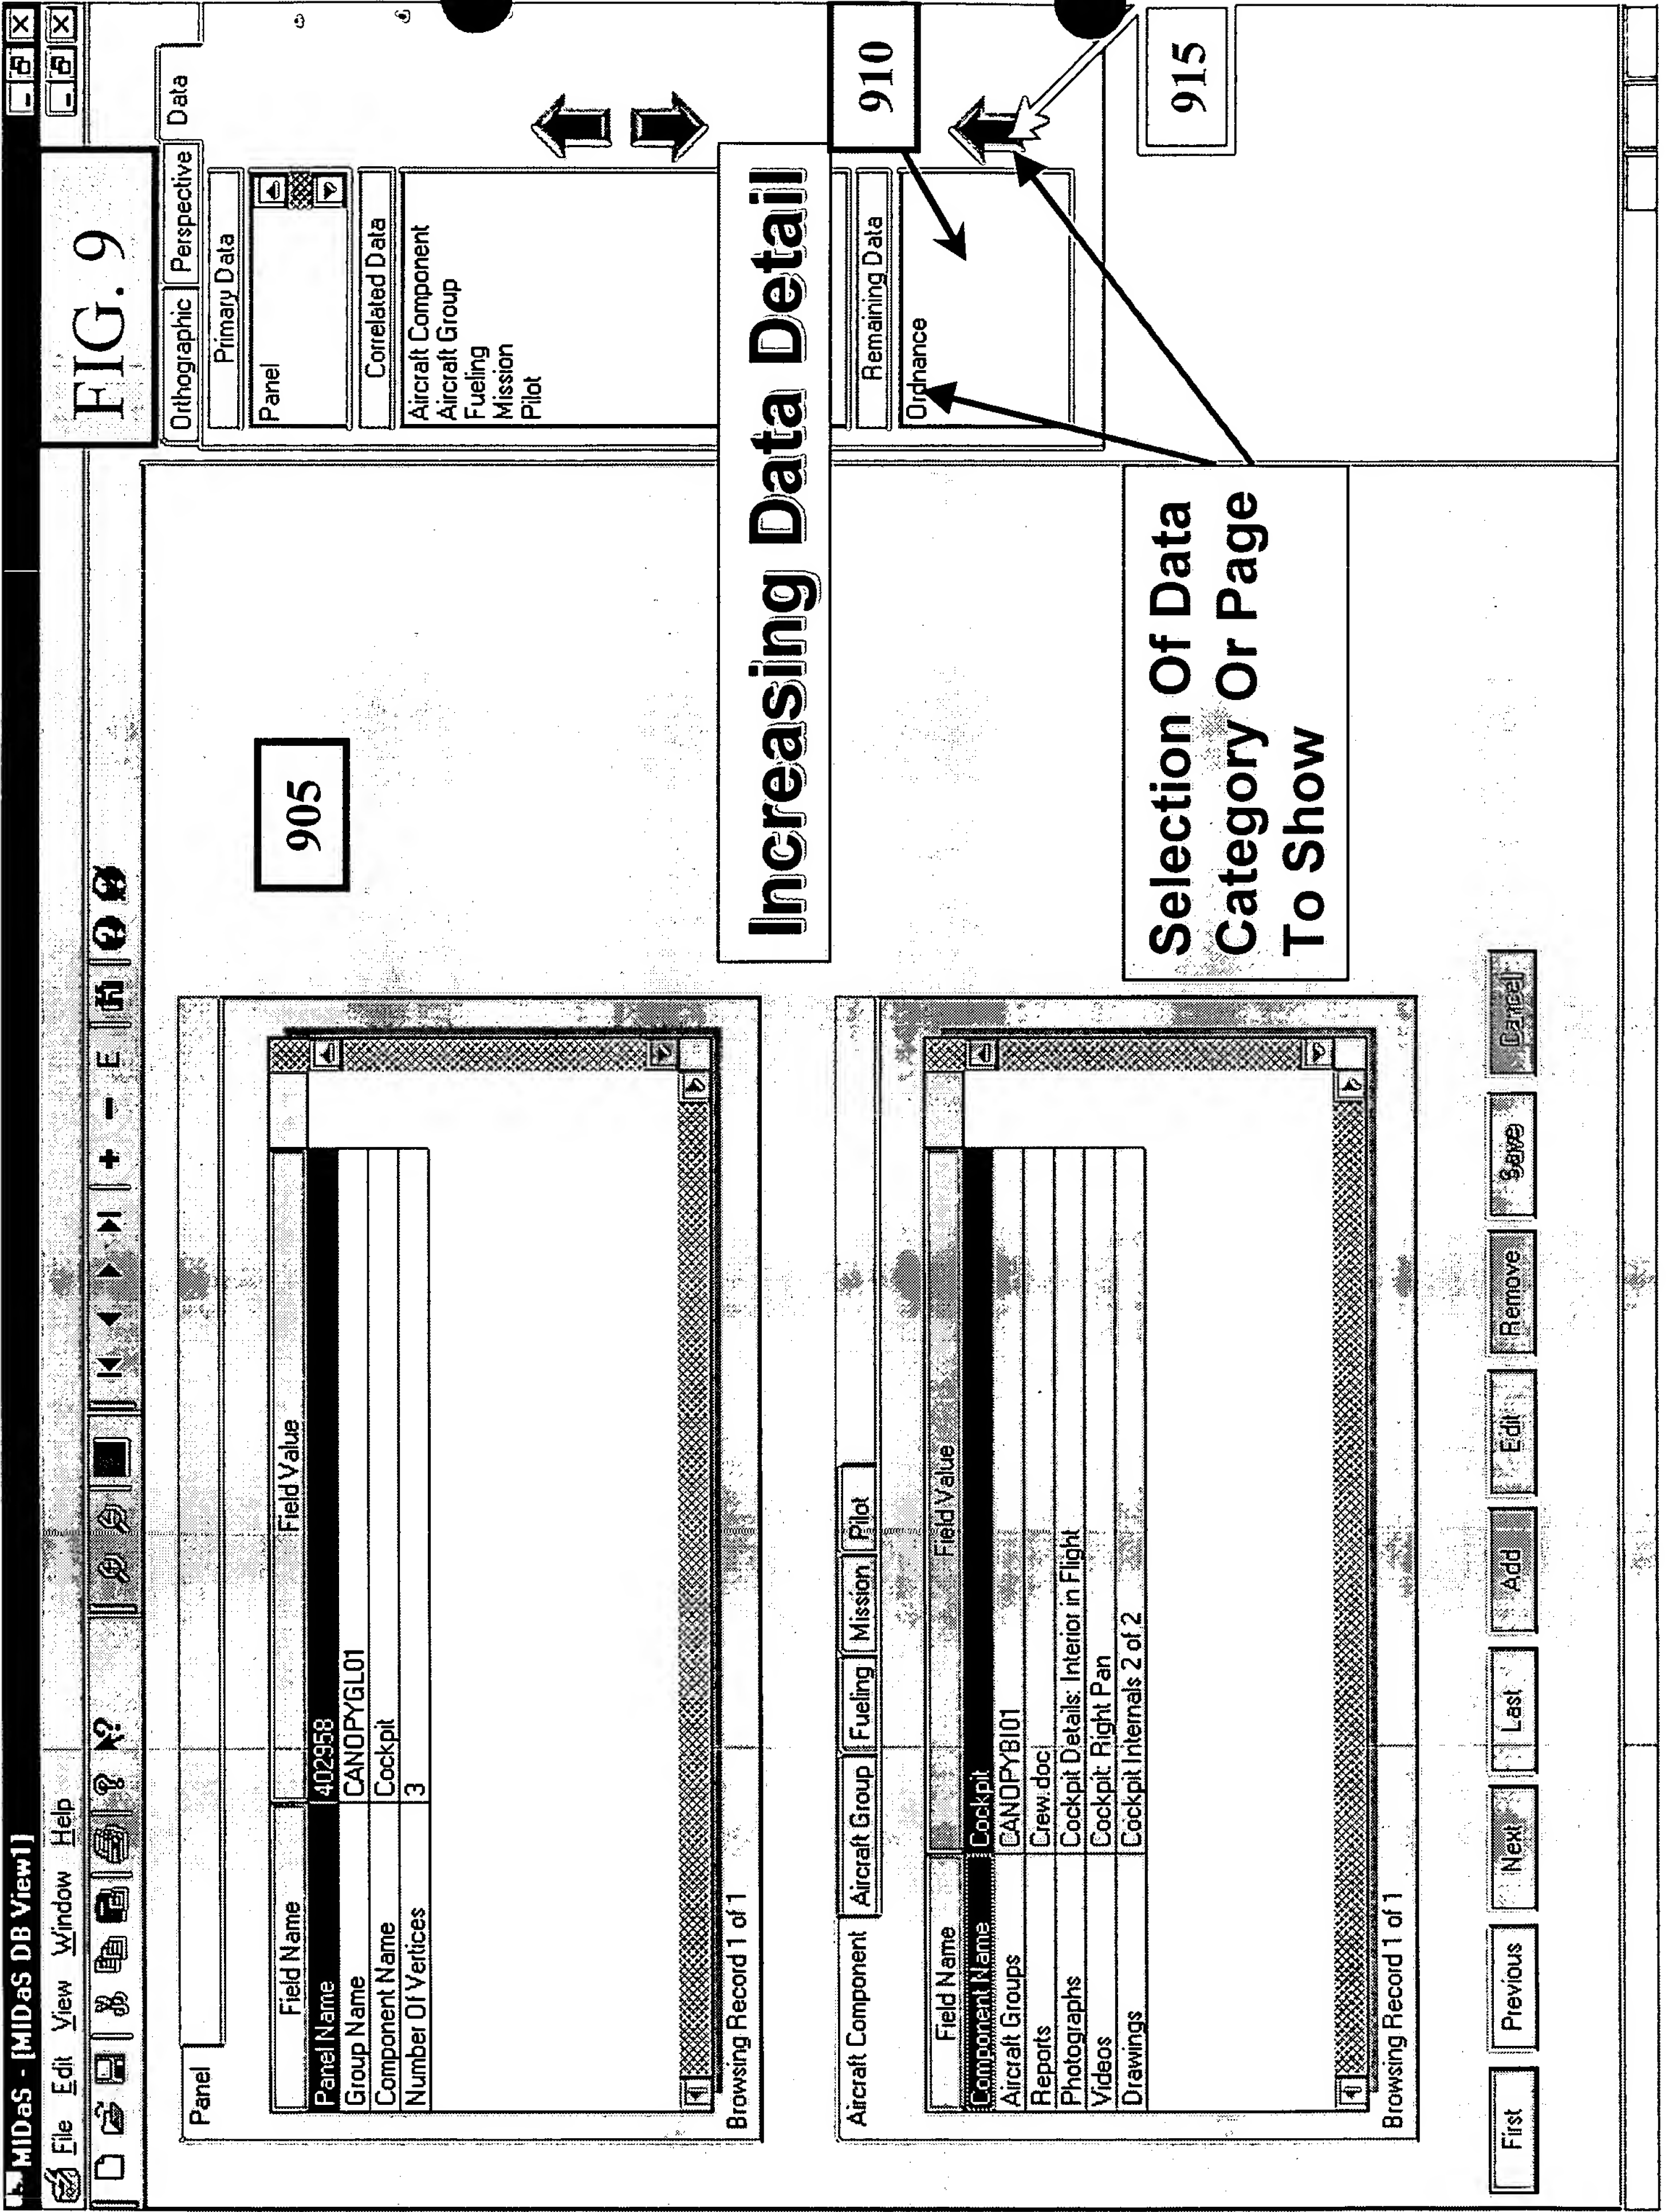 MIDaS - [MIDaS DB View1]
File Edit View Window Help
FIG. 9
E
Panel
Field Name Field Value
Panel Name 402958
Group Name CANOPYGL01
Component Name Cockpit
Number Of Vertices 3
Browsing Record 1 of 1
905
Orthographic Perspective Data
Primary Data
Panel
Correlated Data
Aircraft Component
Aircraft Group
Fueling
Mission
Pilot
Increasing Data Detail
910
Remaining Data
Ordnance
915
Selection Of Data
Category Or Page
To Show
Aircraft Component Aircraft Group Fueling Mission Pilot
Field Name Field Value
Component Name Cockpit
Aircraft Groups CANOPYBI01
Reports Crew.doc
Photographs Cockpit Details: Interior in Flight
Videos Cockpit: Right Pan
Drawings Cockpit Internals 2 of 2
Browsing Record 1 of 1
First Previous Next Last Add Edit Remove Save Cancel